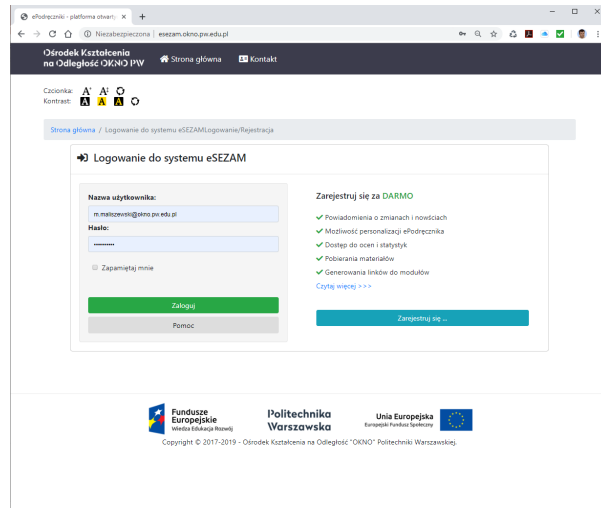 ePodręczniki - platforma otwarty
Niezabezpieczona | esezam.okno.pw.edu.pl
Ośrodek Kształcenia
na Odległość OKNO PW
Strona główna
Kontakt
Czcionka: A+ A-
Kontrast: A A A
Strona główna / Logowanie do systemu eSEZAMLogowanie/Rejestracja
Logowanie do systemu eSEZAM
Nazwa użytkownika:
m.maliszewski@okno.pw.edu.pl
Hasło:
Zapamiętaj mnie
Zaloguj
Pomoc
Zarejestruj się za DARMO
Powiadomienia o zmianach i nowściach
Możliwość personalizacji ePodręcznika
Dostęp do ocen i statystyk
Pobierania materiałów
Generowania linków do modułów
Czytaj więcej >>>
Zarejestruj się ...
Fundusze
Europejskie
Wiedza Edukacja Rozwój
Politechnika
Warszawska
Unia Europejska
Europejski Fundusz Społeczny
Copyright © 2017-2019 - Ośrodek Kształcenia na Odległość "OKNO" Politechniki Warszawskiej.